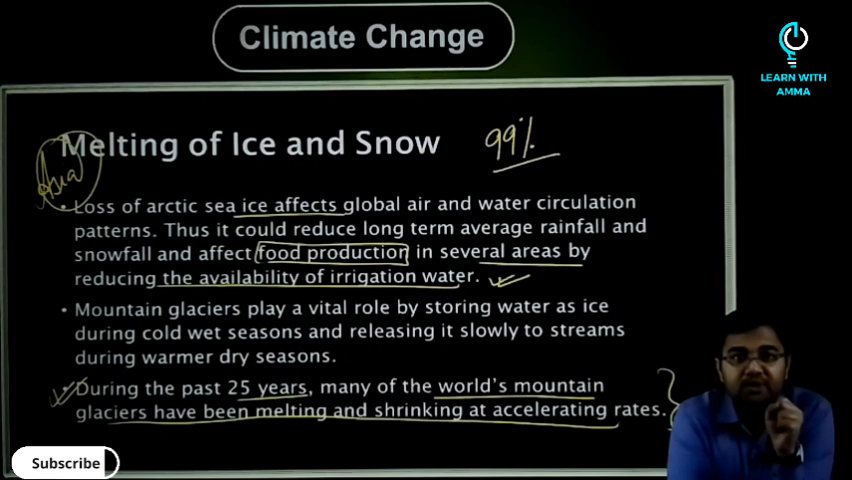 Climate Change
LEARN WITH
AMMA
Melting of Ice and Snow 99%
Asia
• Loss of arctic sea ice affects global air and water circulation
patterns. Thus it could reduce long term average rainfall and
snowfall and affect food production in several areas by
reducing the availability of irrigation water.
• Mountain glaciers play a vital role by storing water as ice
during cold wet seasons and releasing it slowly to streams
during warmer dry seasons.
• During the past 25 years, many of the world's mountain
glaciers have been melting and shrinking at accelerating rates.
Subscribe